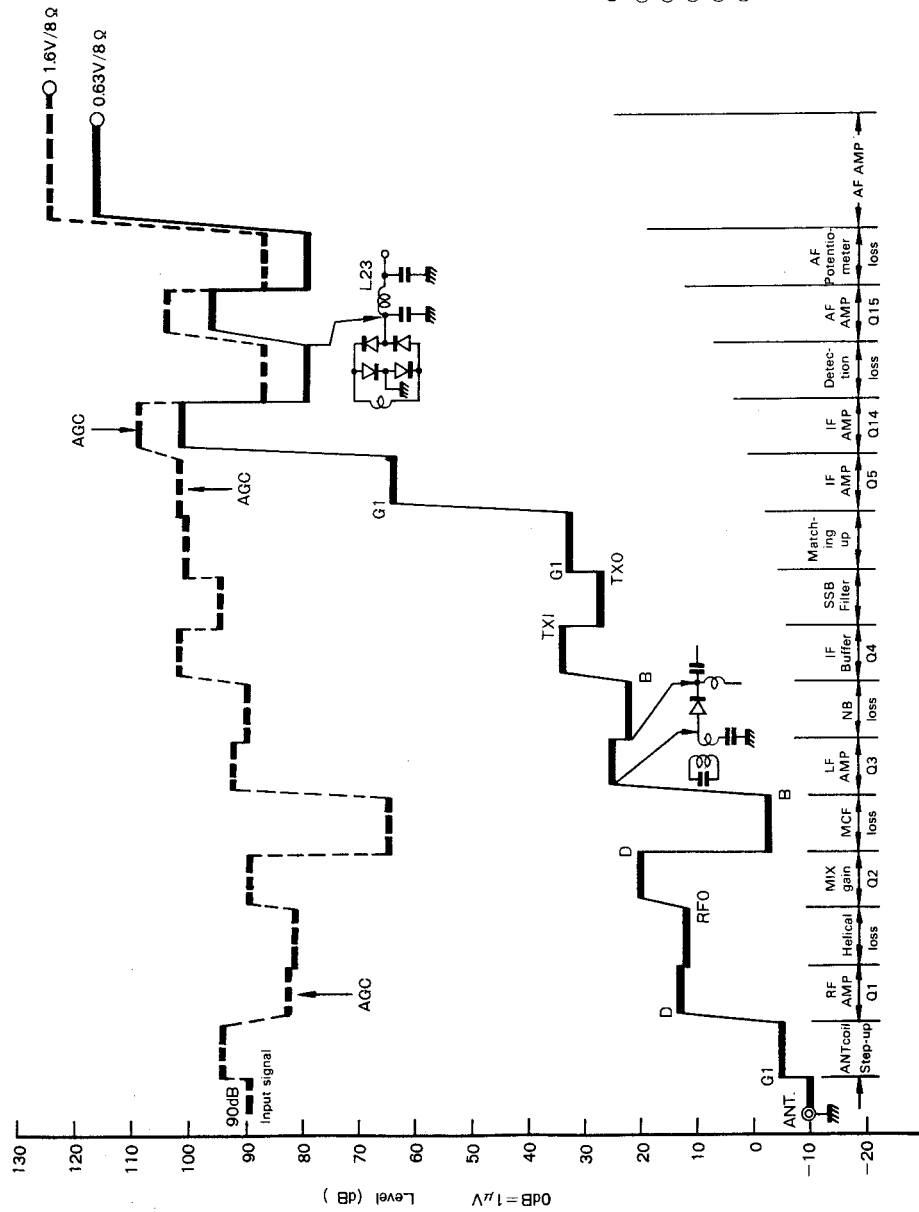 1.6V/8 Ω
0.63V/8 Ω
AGC
AGC
AGC
L23
G1
G1
TXO
TXI
B
B
D
RFO
D
G1
ANT.
90dB
Input signal
130
120
110
100
90
80
70
60
50
40
30
20
10
0
−10
−20
Level (dB)
0dB=1μV
ANTcoil
Step-up
RF
AMP
Q1
Helical
loss
MIX
gain
Q2
MCF
loss
LF
AMP
Q3
NB
loss
IF
Buffer
Q4
SSB
Filter
Match-
ing
up
IF
AMP
Q5
IF
AMP
Q14
Detec-
tion
loss
AF
AMP
Q15
AF
Potentio-
meter
loss
AF AMP